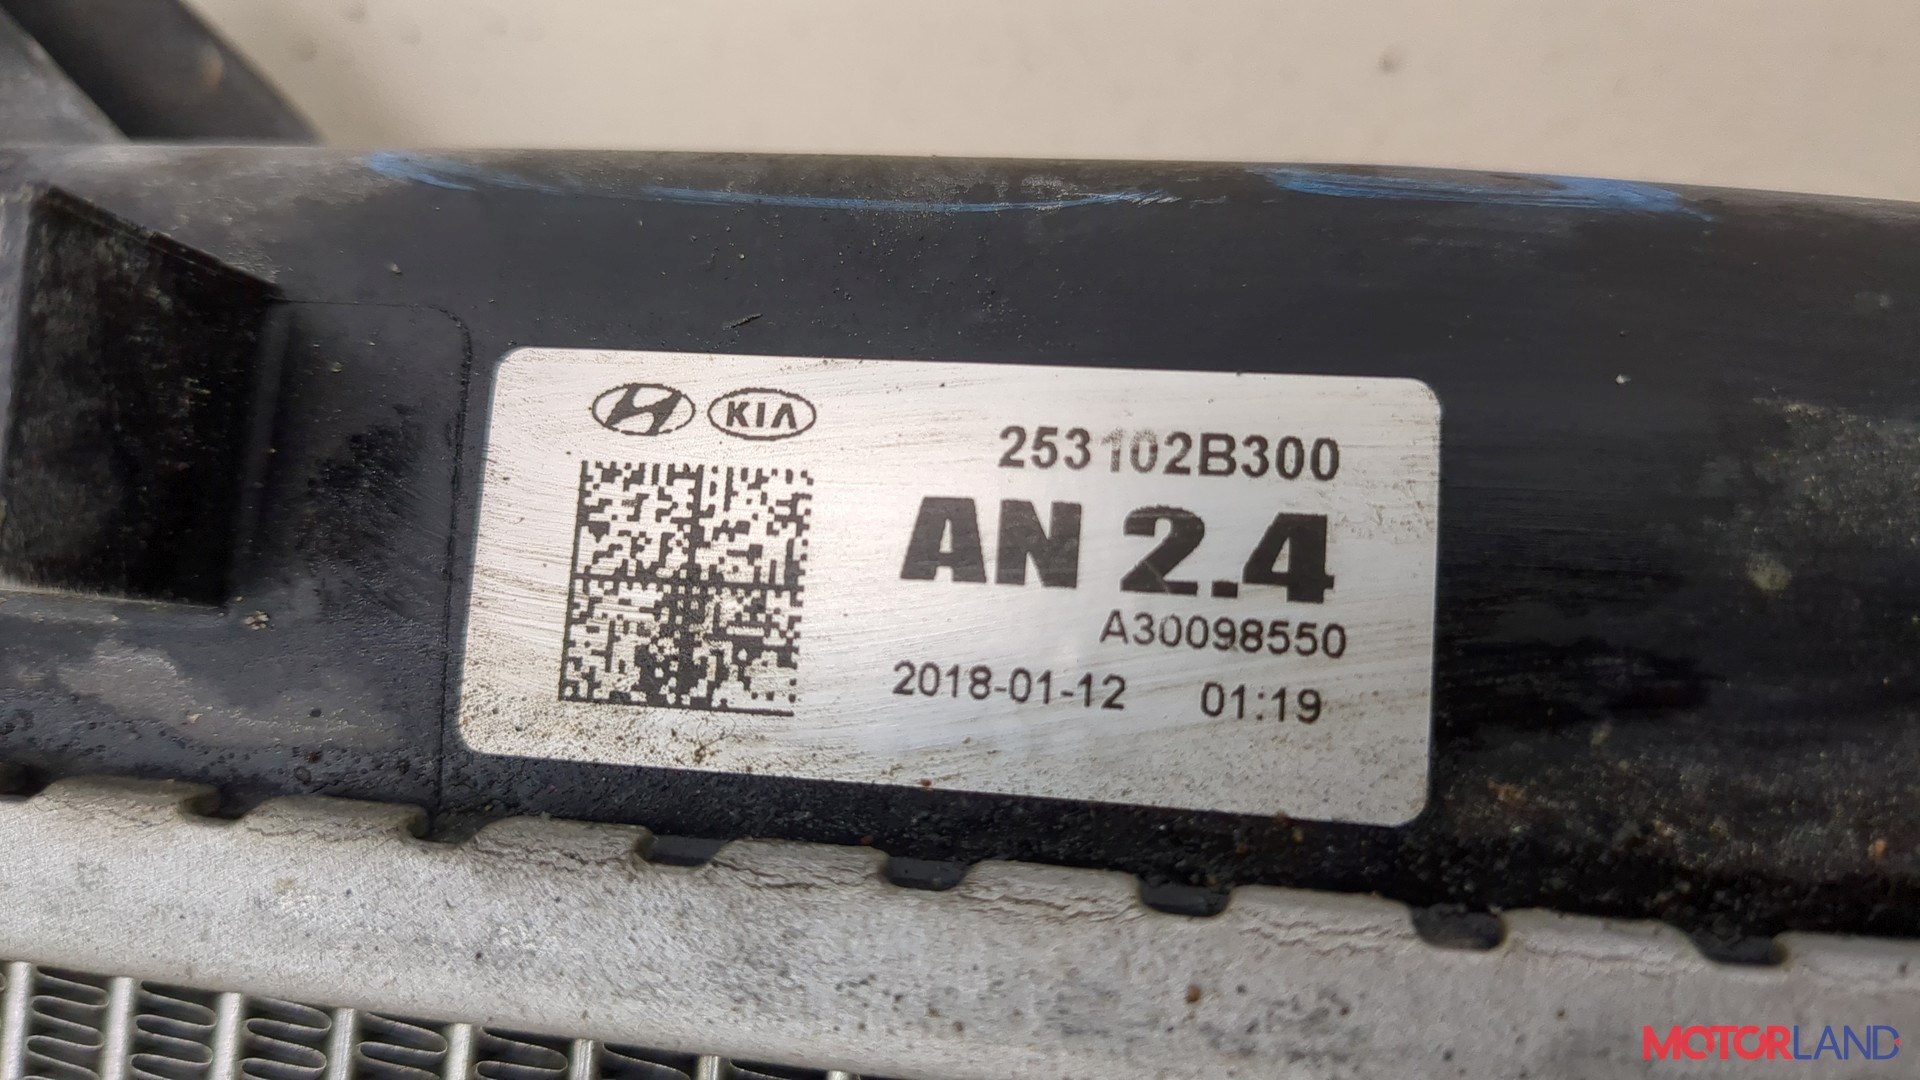 KIA
253102B300
AN 2.4
A30098550
2018-01-12 01:19
MOTORLAND